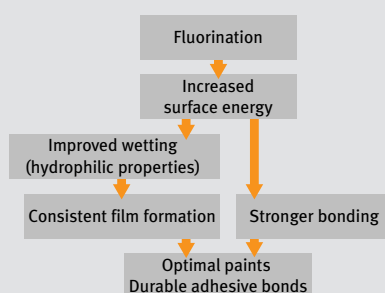 Fluorination
Increased
surface energy
Improved wetting
(hydrophilic properties)
Consistent film formation
Stronger bonding
Optimal paints
Durable adhesive bonds